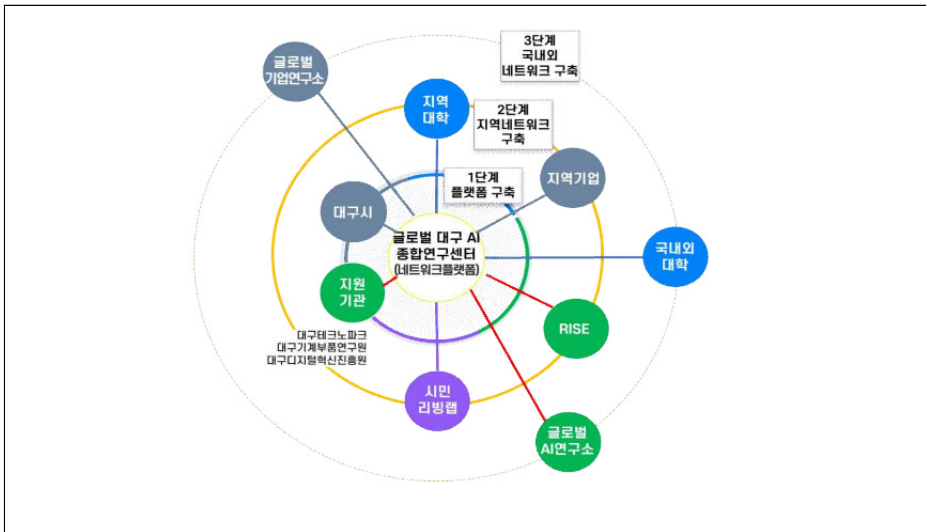 3단계
국내외
네트워크 구축
글로벌
기업연구소
지역
대학
2단계
지역네트워크
구축
1단계
플랫폼 구축
지역기업
대구시
글로벌 대구 AI
종합연구센터
(네트워크플랫폼)
국내외
대학
지원
기관
대구테크노파크
대구기계부품연구원
대구디지털혁신진흥원
RISE
시민
리빙랩
글로벌
AI연구소